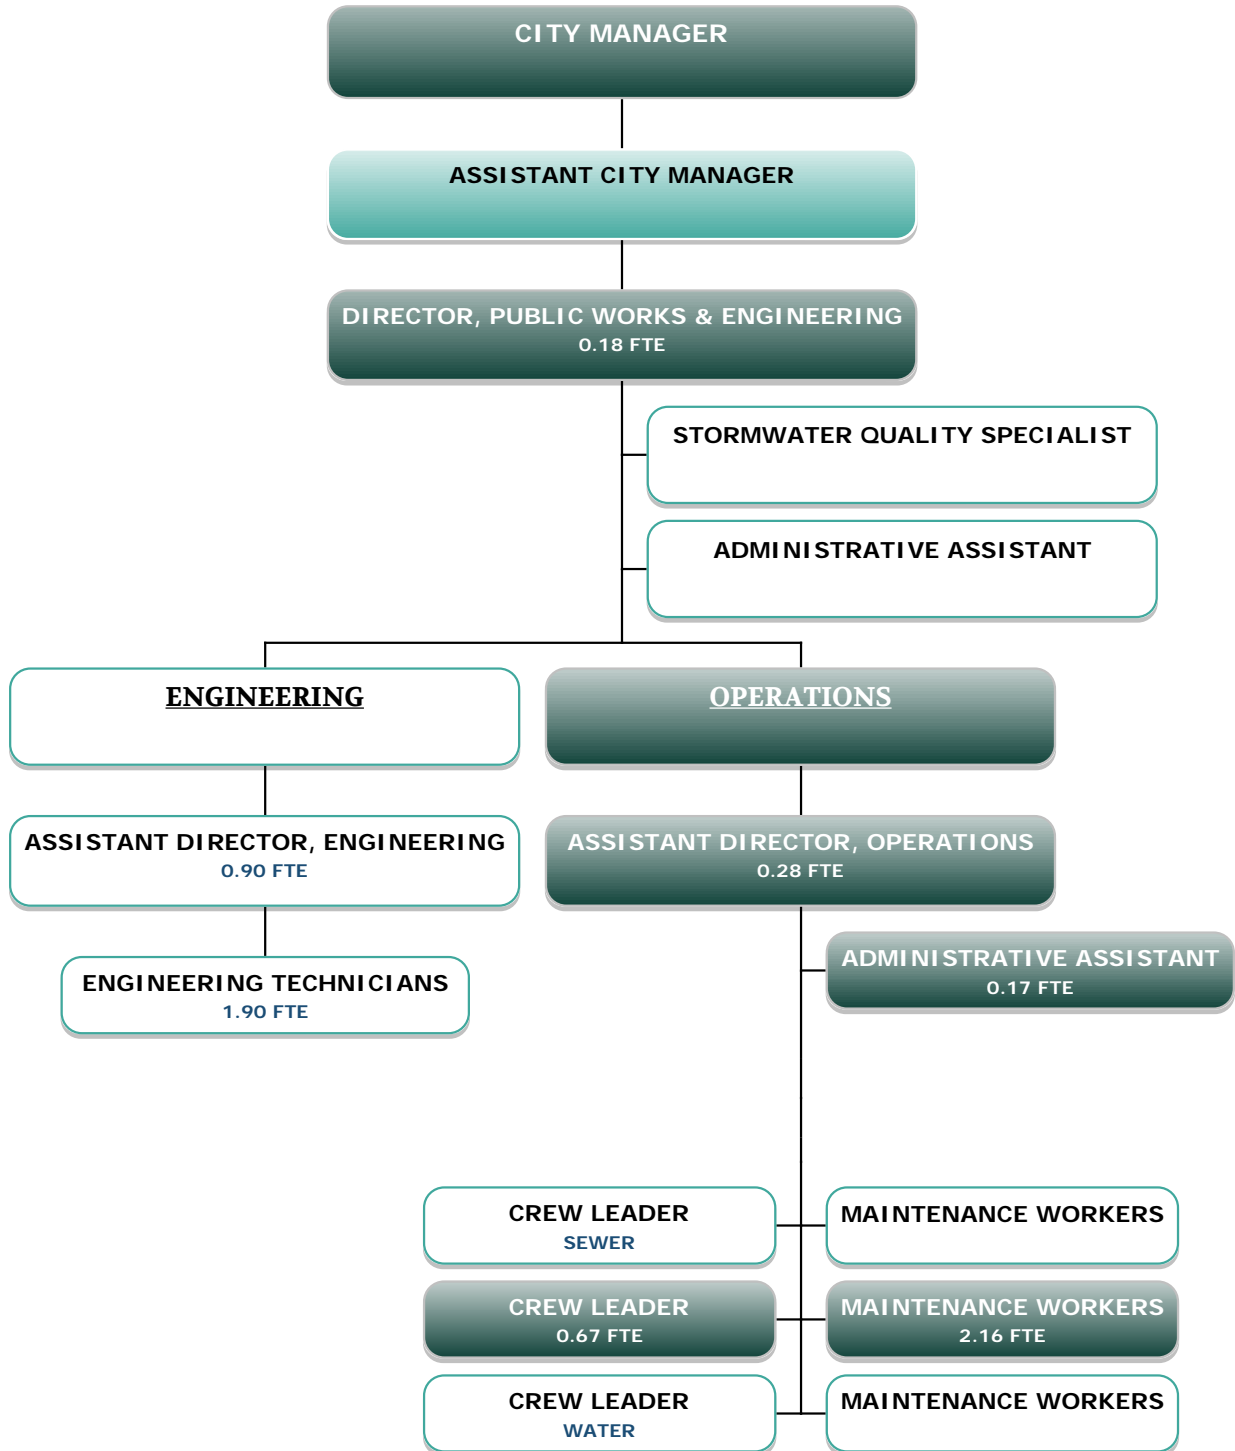 CITY MANAGER
ASSISTANT CITY MANAGER
DIRECTOR, PUBLIC WORKS & ENGINEERING
0.18 FTE
STORMWATER QUALITY SPECIALIST
ADMINISTRATIVE ASSISTANT
ENGINEERING
OPERATIONS
ASSISTANT DIRECTOR, ENGINEERING
0.90 FTE
ASSISTANT DIRECTOR, OPERATIONS
0.28 FTE
ADMINISTRATIVE ASSISTANT
0.17 FTE
ENGINEERING TECHNICIANS
1.90 FTE
CREW LEADER
SEWER
MAINTENANCE WORKERS
CREW LEADER
0.67 FTE
MAINTENANCE WORKERS
2.16 FTE
CREW LEADER
WATER
MAINTENANCE WORKERS